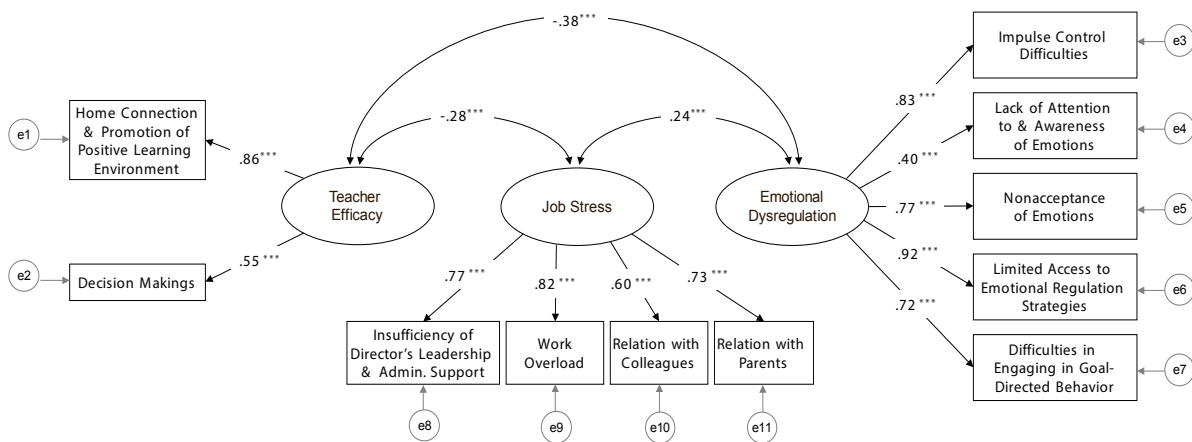 -.38***
Impulse Control
Difficulties
e3
.83 ***
Home Connection
& Promotion of
Positive Learning
Environment
e1
-.28***
.24***
Lack of Attention
to & Awareness
of Emotions
e4
.86***
.40 ***
Teacher
Efficacy
Job Stress
Emotional
Dysregulation
.77 ***
Nonacceptance
of Emotions
e5
.55 ***
.92 ***
e2
Decision Makings
.77 ***
.82 ***
.60 ***
.73 ***
Limited Access to
Emotional Regulation
Strategies
e6
.72 ***
Insufficiency of
Director’s Leadership
& Admin. Support
Work
Overload
Relation with
Colleagues
Relation with
Parents
Difficulties in
Engaging in Goal-
Directed Behavior
e7
e8
e9
e10
e11